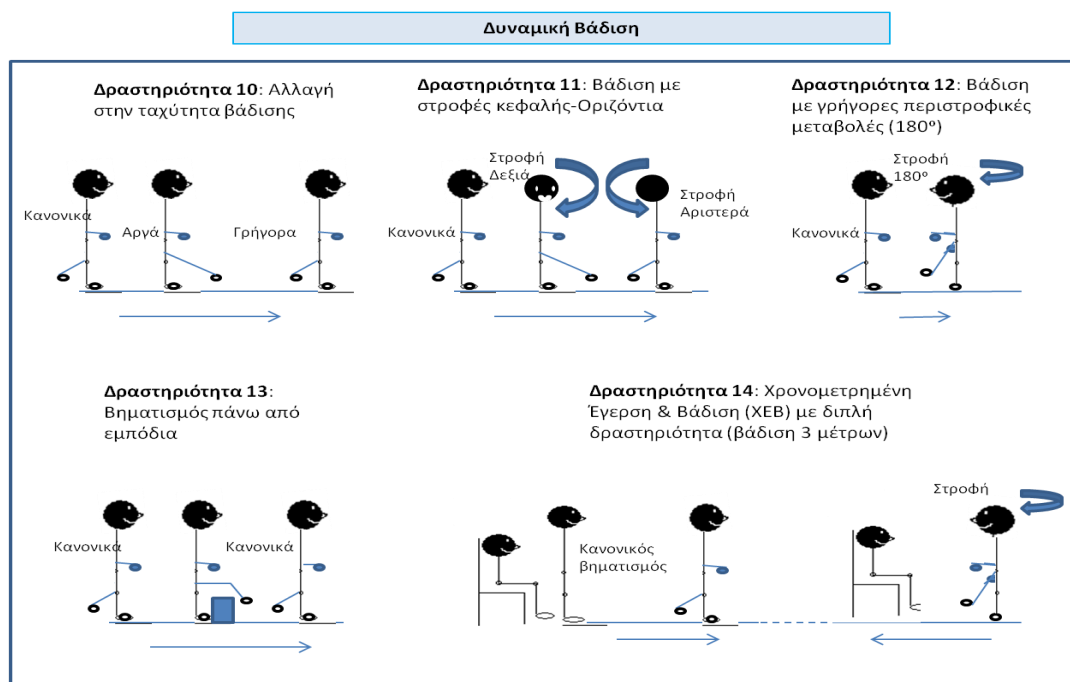 Δυναμική Βάδιση
Δραστηριότητα 10: Αλλαγή
στην ταχύτητα βάδισης
Κανονικά
Αργά
Γρήγορα
Δραστηριότητα 11: Βάδιση με
στροφές κεφαλής-Οριζόντια
Στροφή
Δεξιά
Κανονικά
Στροφή
Αριστερά
Δραστηριότητα 12: Βάδιση
με γρήγορες περιστροφικές
μεταβολές (180º)
Στροφή
180º
Κανονικά
Δραστηριότητα 13:
Βηματισμός πάνω από
εμπόδια
Κανονικά
Κανονικά
Δραστηριότητα 14: Χρονομετρημένη
Έγερση & Βάδιση (ΧΕΒ) με διπλή
δραστηριότητα (βάδιση 3 μέτρων)
Κανονικός
βηματισμός
Στροφή